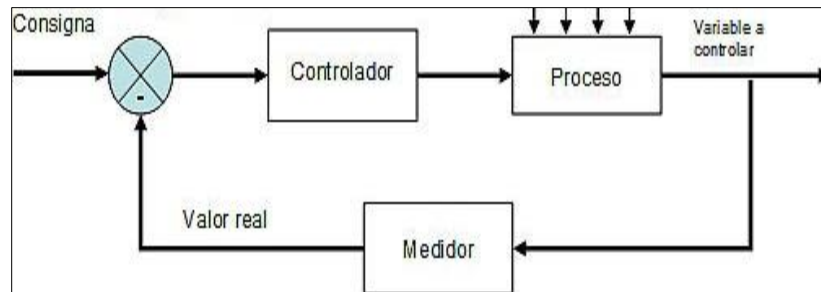 Consigna
Variable a
controlar
Controlador
Proceso
-
Valor real
Medidor